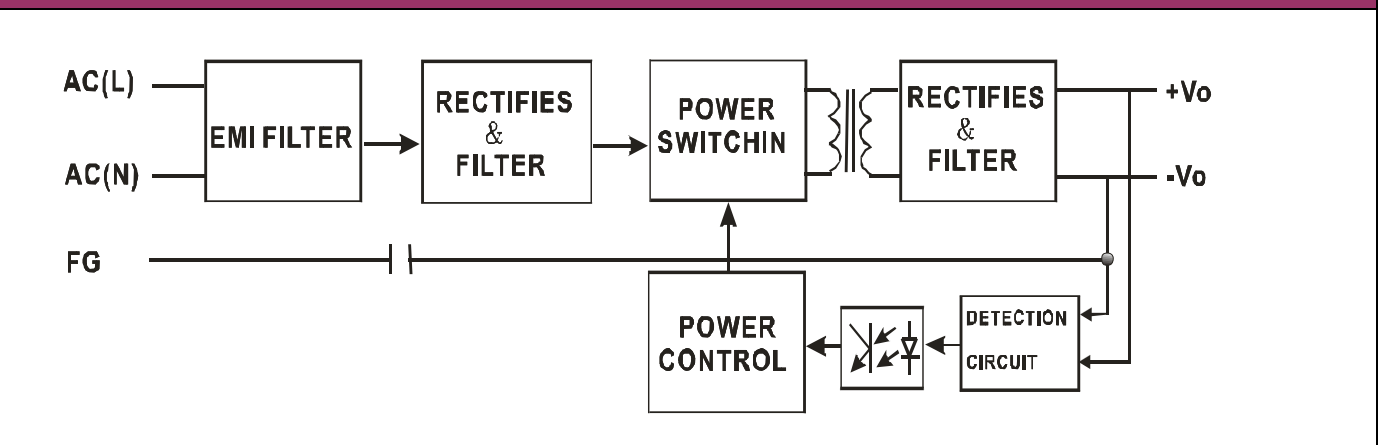 AC(L)
AC(N)
FG
EMI FILTER
RECTIFIES
&
FILTER
POWER
SWITCHIN
RECTIFIES
&
FILTER
+Vo
-Vo
POWER
CONTROL
DETECTION
CIRCUIT